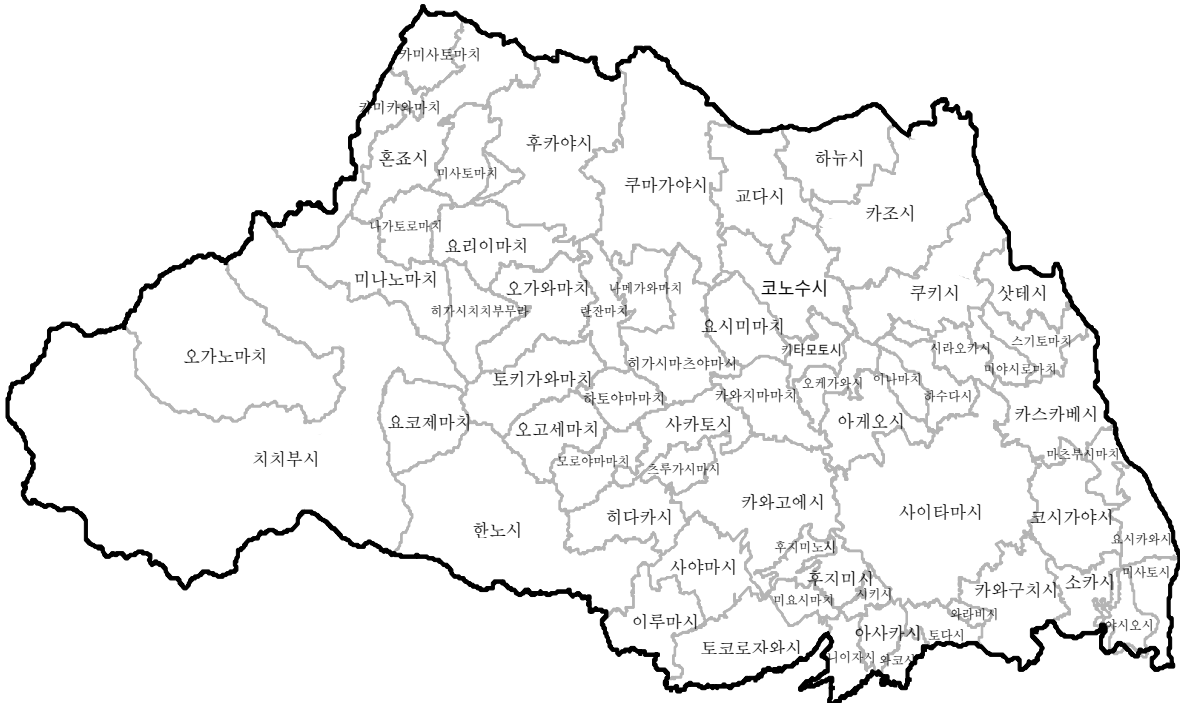 카미사토마치
카미카와마치
혼죠시
미사토마치
후카야시
쿠마가야시
교다시
하뉴시
카조시
나가토로마치
요리이마치
미나노마치
오가와마치
나메가와마치
코노수시
쿠키시
삿테시
히가시치치부무라
란잔마치
요시미마치
오가노마치
키타모토시
시라오카시
스기토마치
히가시마츠야마시
미야시로마치
토키가와마치
하토야마마치
카와지마마치
오케가와시
이나마치
하수다시
요코제마치
오고세마치
사카토시
아게오시
카스카베시
치치부시
모로야마마치
츠루가시마시
마츠부시마치
한노시
히다카시
카와고에시
사이타마시
코시가야시
요시카와시
후지미노시
사야마시
후지미시
미요시마치
시키시
카와구치시
소카시
미사토시
이루마시
토코로자와시
아사카시
와라비시
토다시
야시오시
니이자시
와코시